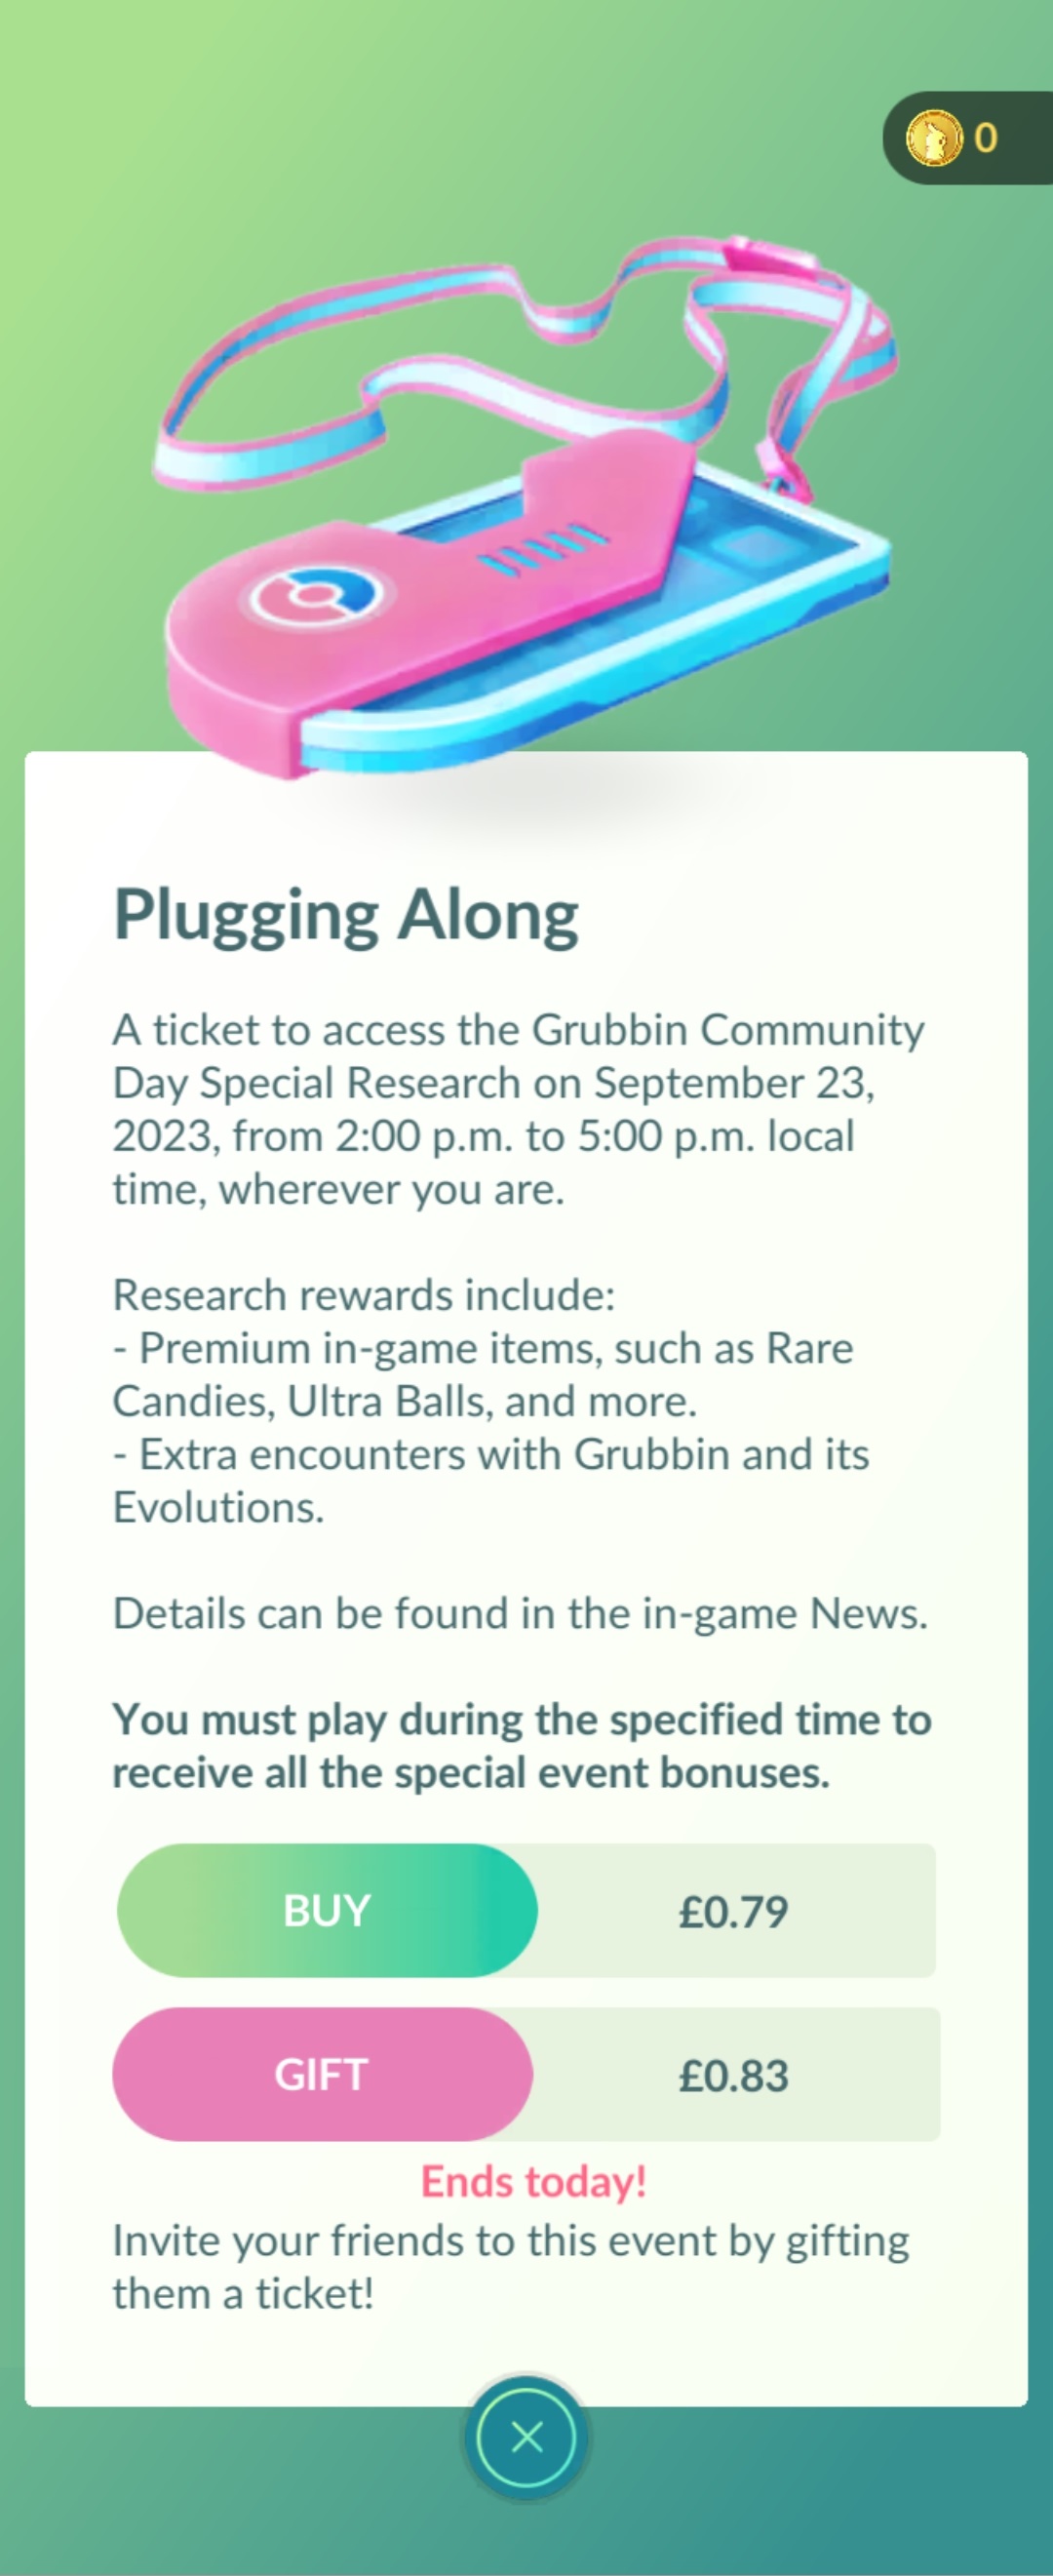 0
Plugging Along
A ticket to access the Grubbin Community
Day Special Research on September 23,
2023, from 2:00 p.m. to 5:00 p.m. local
time, wherever you are.
Research rewards include:
- Premium in-game items, such as Rare
Candies, Ultra Balls, and more.
- Extra encounters with Grubbin and its
Evolutions.
Details can be found in the in-game News.
You must play during the specified time to
receive all the special event bonuses.
BUY £0.79
GIFT £0.83
Ends today!
Invite your friends to this event by gifting
them a ticket!